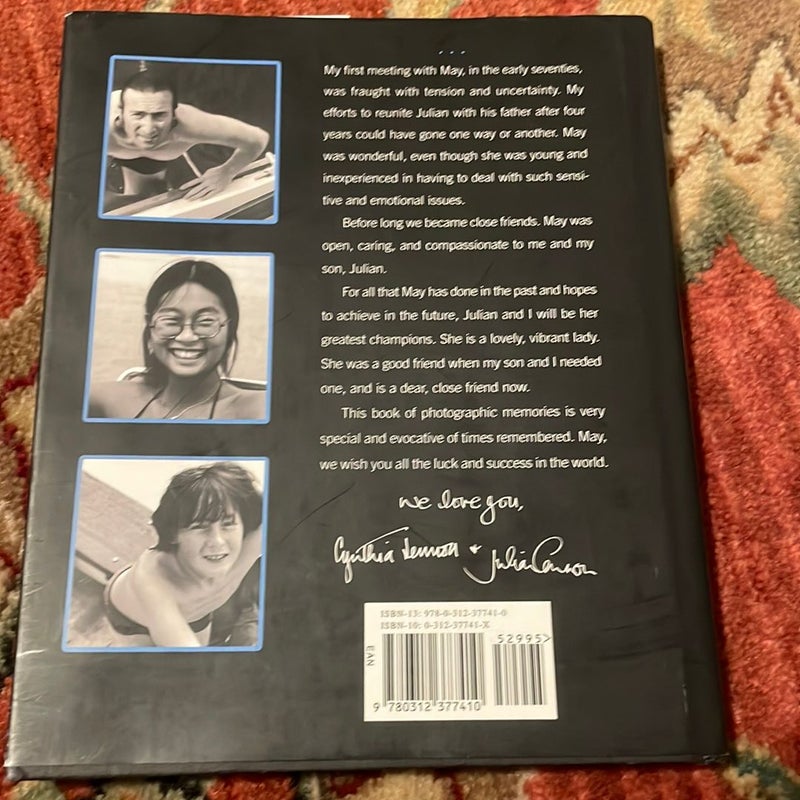 ...
My first meeting with May, in the early seventies,
was fraught with tension and uncertainty. My
efforts to reunite Julian with his father after four
years could have gone one way or another. May
was wonderful, even though she was young and
inexperienced in having to deal with such sensi-
tive and emotional issues.
Before long we became close friends. May was
open, caring, and compassionate to me and my
son, Julian.
For all that May has done in the past and hopes
to achieve in the future, Julian and I will be her
greatest champions. She is a lovely, vibrant lady.
She was a good friend when my son and I needed
one, and is a dear, close friend now.
This book of photographic memories is very
special and evocative of times remembered. May,
we wish you all the luck and success in the world.
we love you,
Cynthia Lennon + Julian Lennon
ISBN-13: 978-0-312-37741-0
ISBN-10: 0-312-37741-X
52995>
EAN
9 780312 377410